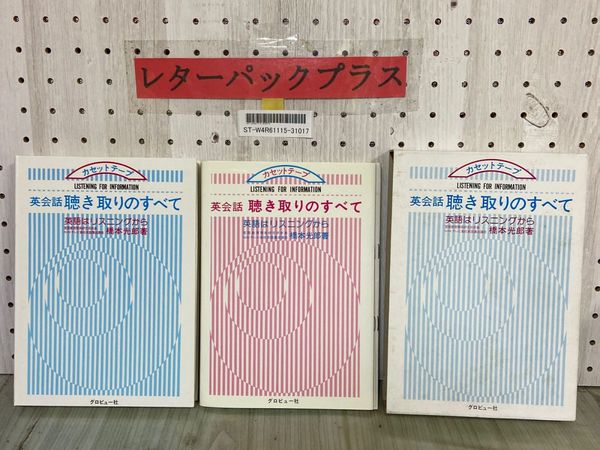 レターパックプラス
ST-W4R61115-31017
カセットテープ
LISTENING FOR INFORMATION
英会話 聴き取りのすべて
英語はリスニングから
橋本光郎著
グロビュー社
カセットテープ
LISTENING FOR INFORMATION
英会話 聴き取りのすべて
英語はリスニングから
橋本光郎著
グロビュー社
カセットテープ
LISTENING FOR INFORMATION
英会話 聴き取りのすべて
英語はリスニングから
橋本光郎著
グロビュー社